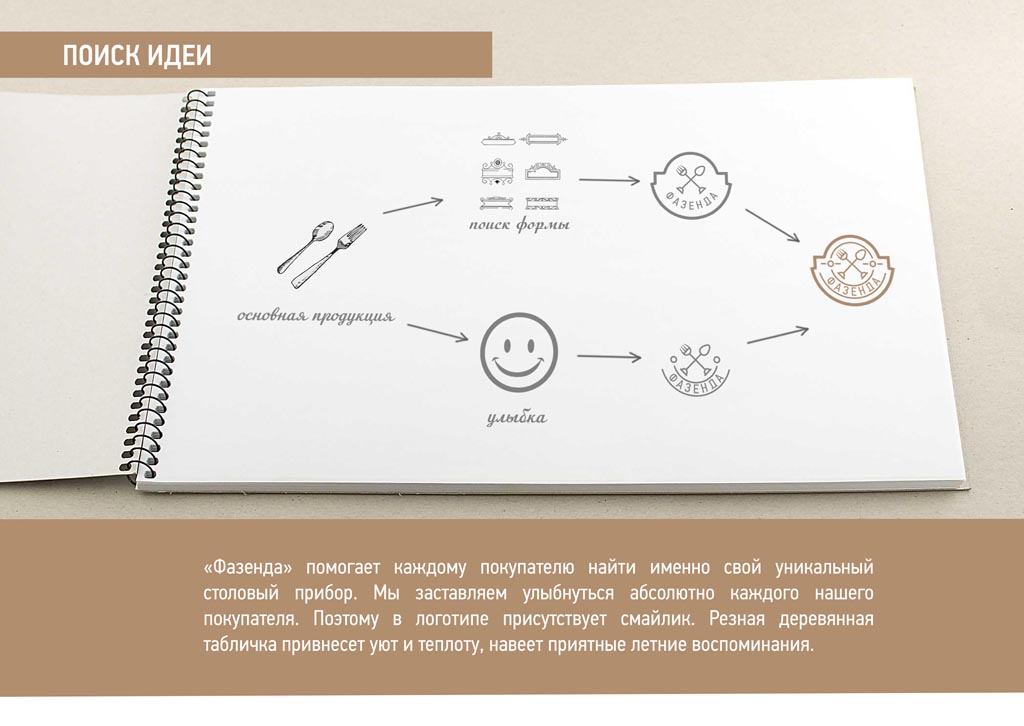 ПОИСК ИДЕИ
ФАЗЕНДА
поиск формы
ФАЗЕНДА
основная продукция
ФАЗЕНДА
улыбка
«Фазенда» помогает каждому покупателю найти именно свой уникальный
столовый прибор. Мы заставляем улыбнуться абсолютно каждого нашего
покупателя. Поэтому в логотипе присутствует смайлик. Резная деревянная
табличка привнесет уют и теплоту, навеет приятные летние воспоминания.